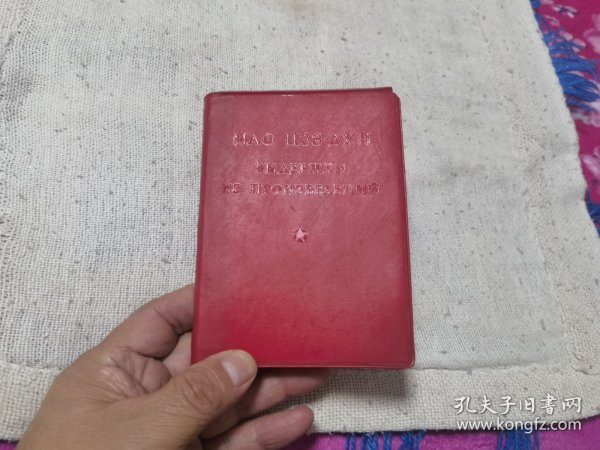 МАО ЦЗЭ-ДУН
ВЫДЕРЖКИ
ИЗ ПРОИЗВЕДЕНИЙ
孔夫子旧书网
www.kongfz.com